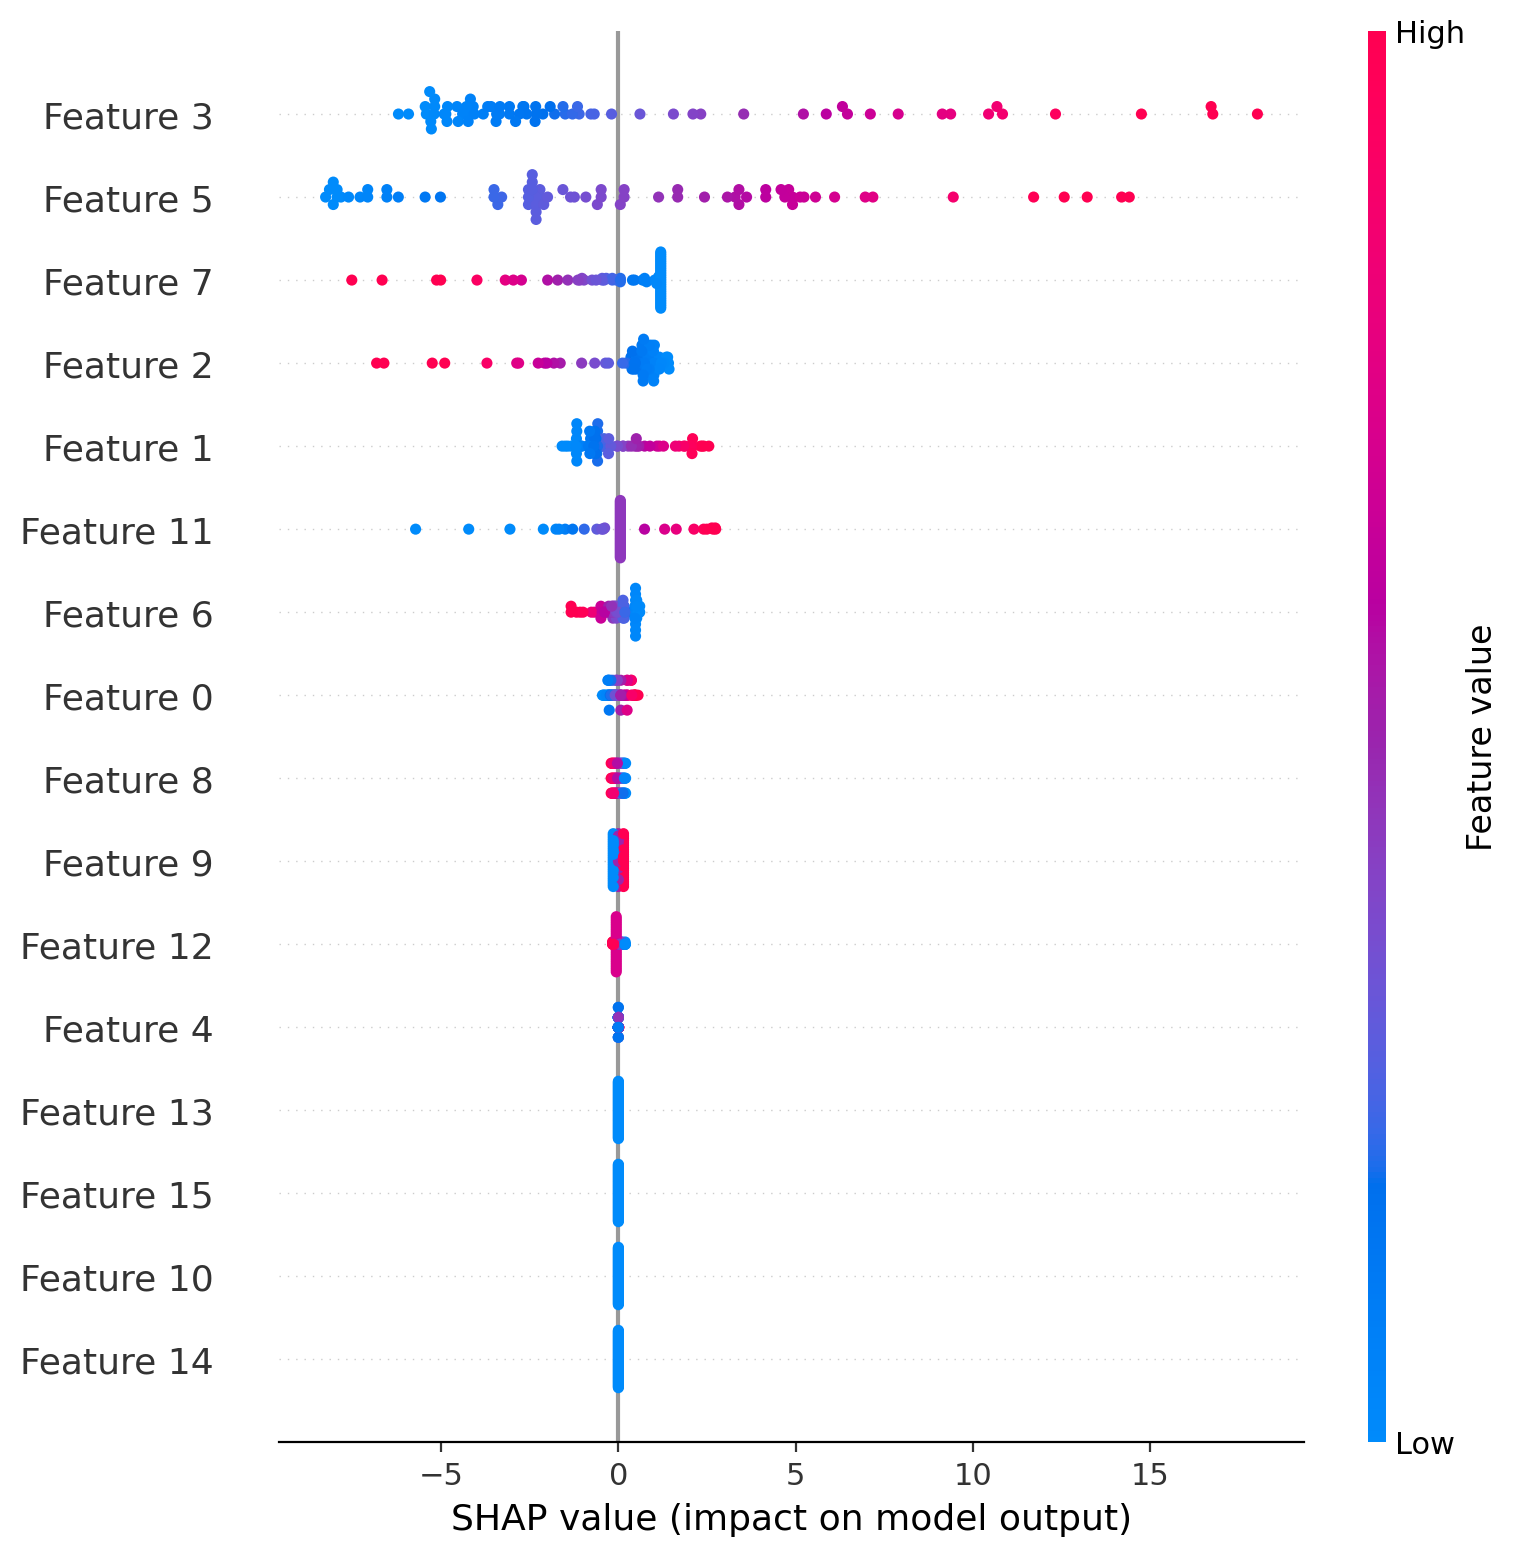 High
Feature 3
Feature 5
Feature 7
Feature 2
Feature 1
Feature 11
Feature 6
Feature 0
Feature 8
Feature 9
Feature 12
Feature 4
Feature 13
Feature 15
Feature 10
Feature 14
Feature value
Low
−5 0 5 10 15
SHAP value (impact on model output)